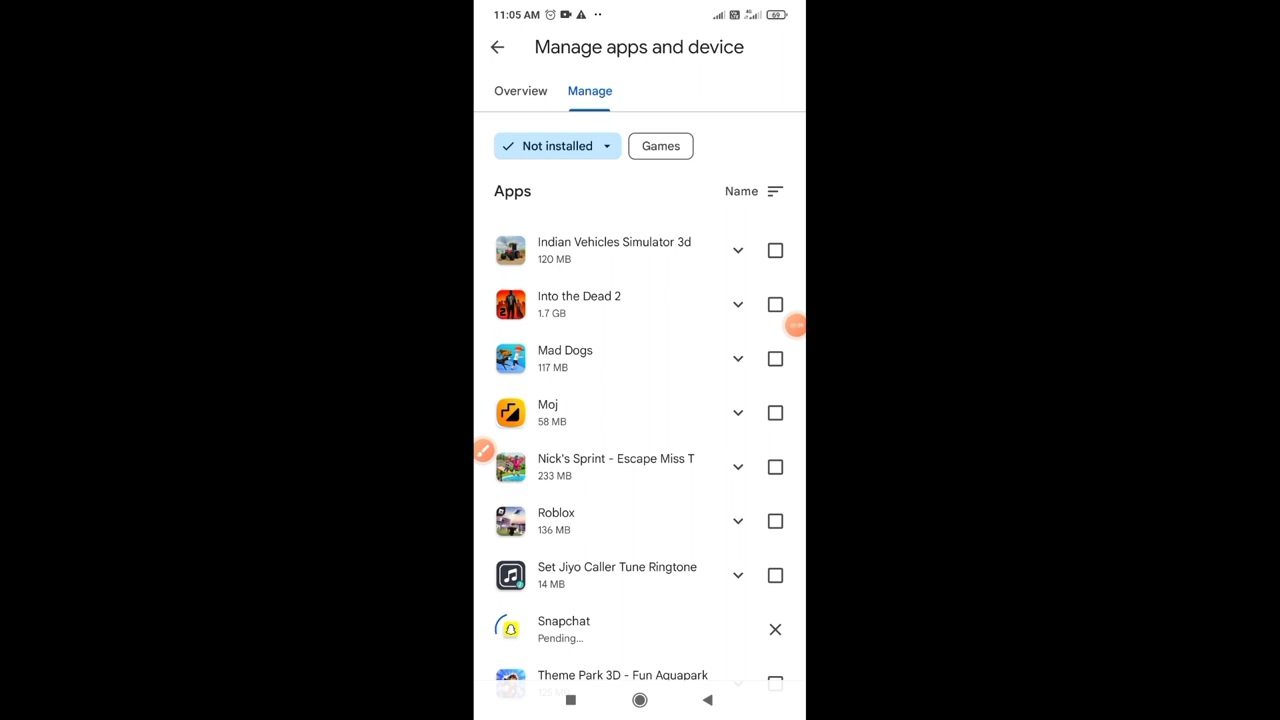 11:05 AM
69
Manage apps and device
Overview
Manage
Not installed
Games
Apps
Name
Indian Vehicles Simulator 3d
120 MB
Into the Dead 2
1.7 GB
Mad Dogs
117 MB
Moj
58 MB
Nick's Sprint - Escape Miss T
233 MB
Roblox
136 MB
Set Jiyo Caller Tune Ringtone
14 MB
Snapchat
Pending...
Theme Park 3D - Fun Aquapark
125 MB